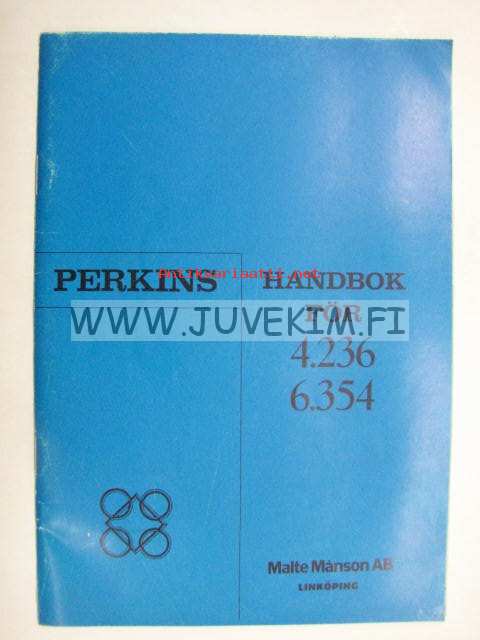 PERKINS
HANDBOK
FÖR
4.236
6.354
Antikvariaatti.net
WWW.JUVEKIM.FI
Malte Månson AB
LINKÖPING